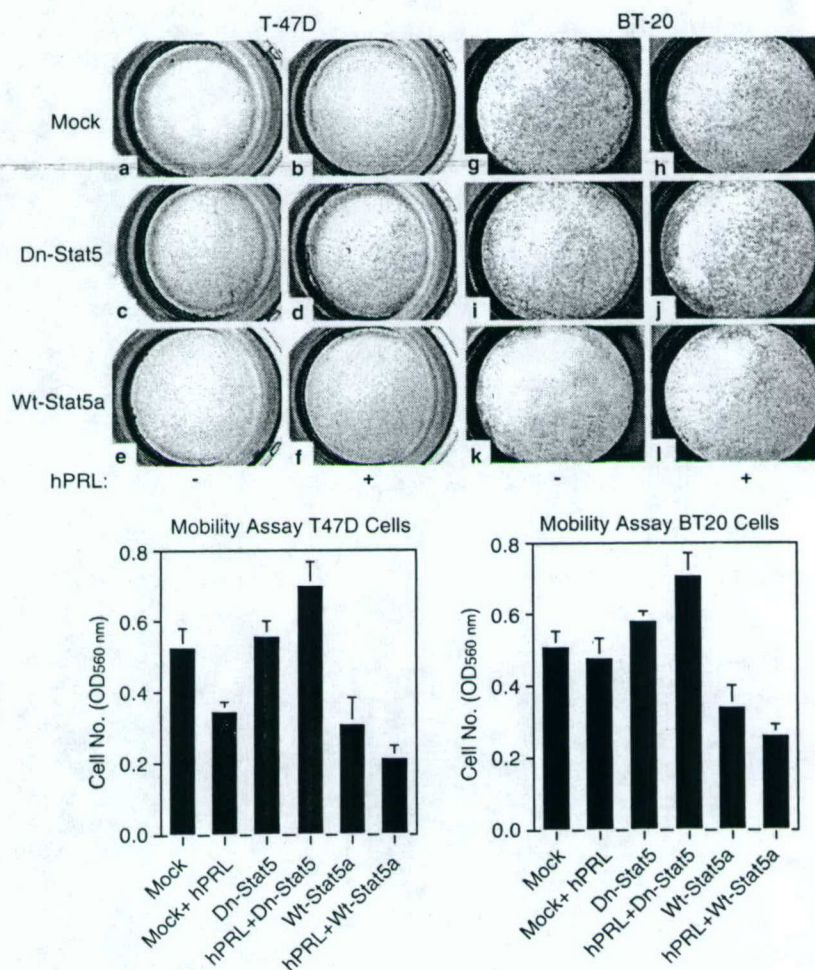 T-47D BT-20
Mock
a b g h
Dn-Stat5
c d i j
Wt-Stat5a
e f k l
hPRL: - + - +
Mobility Assay T47D Cells
Cell No. (OD560 nm)
0.8
0.6
0.4
0.2
0.0
Mock
Mock+ hPRL
Dn-Stat5
hPRL+Dn-Stat5
Wt-Stat5a
hPRL+Wt-Stat5a
Mobility Assay BT20 Cells
Cell No. (OD560 nm)
0.8
0.6
0.4
0.2
0.0
Mock
Mock+ hPRL
Dn-Stat5
hPRL+Dn-Stat5
Wt-Stat5a
hPRL+Wt-Stat5a